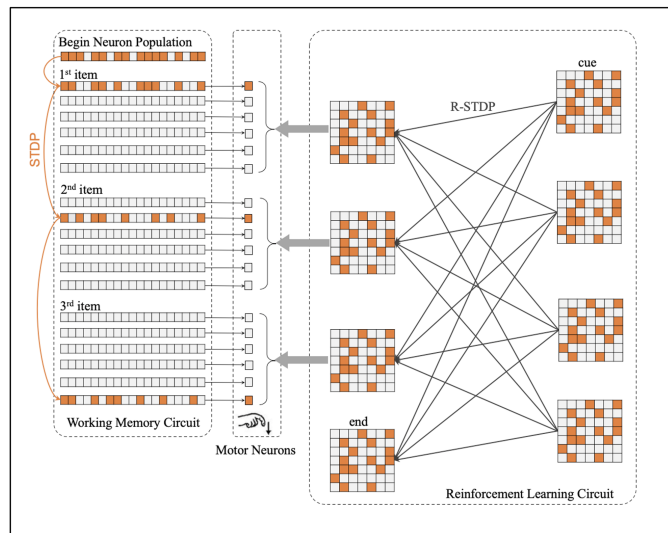 Begin Neuron Population
1st item
STDP
2nd item
3rd item
Working Memory Circuit
Motor Neurons
cue
R-STDP
end
Reinforcement Learning Circuit